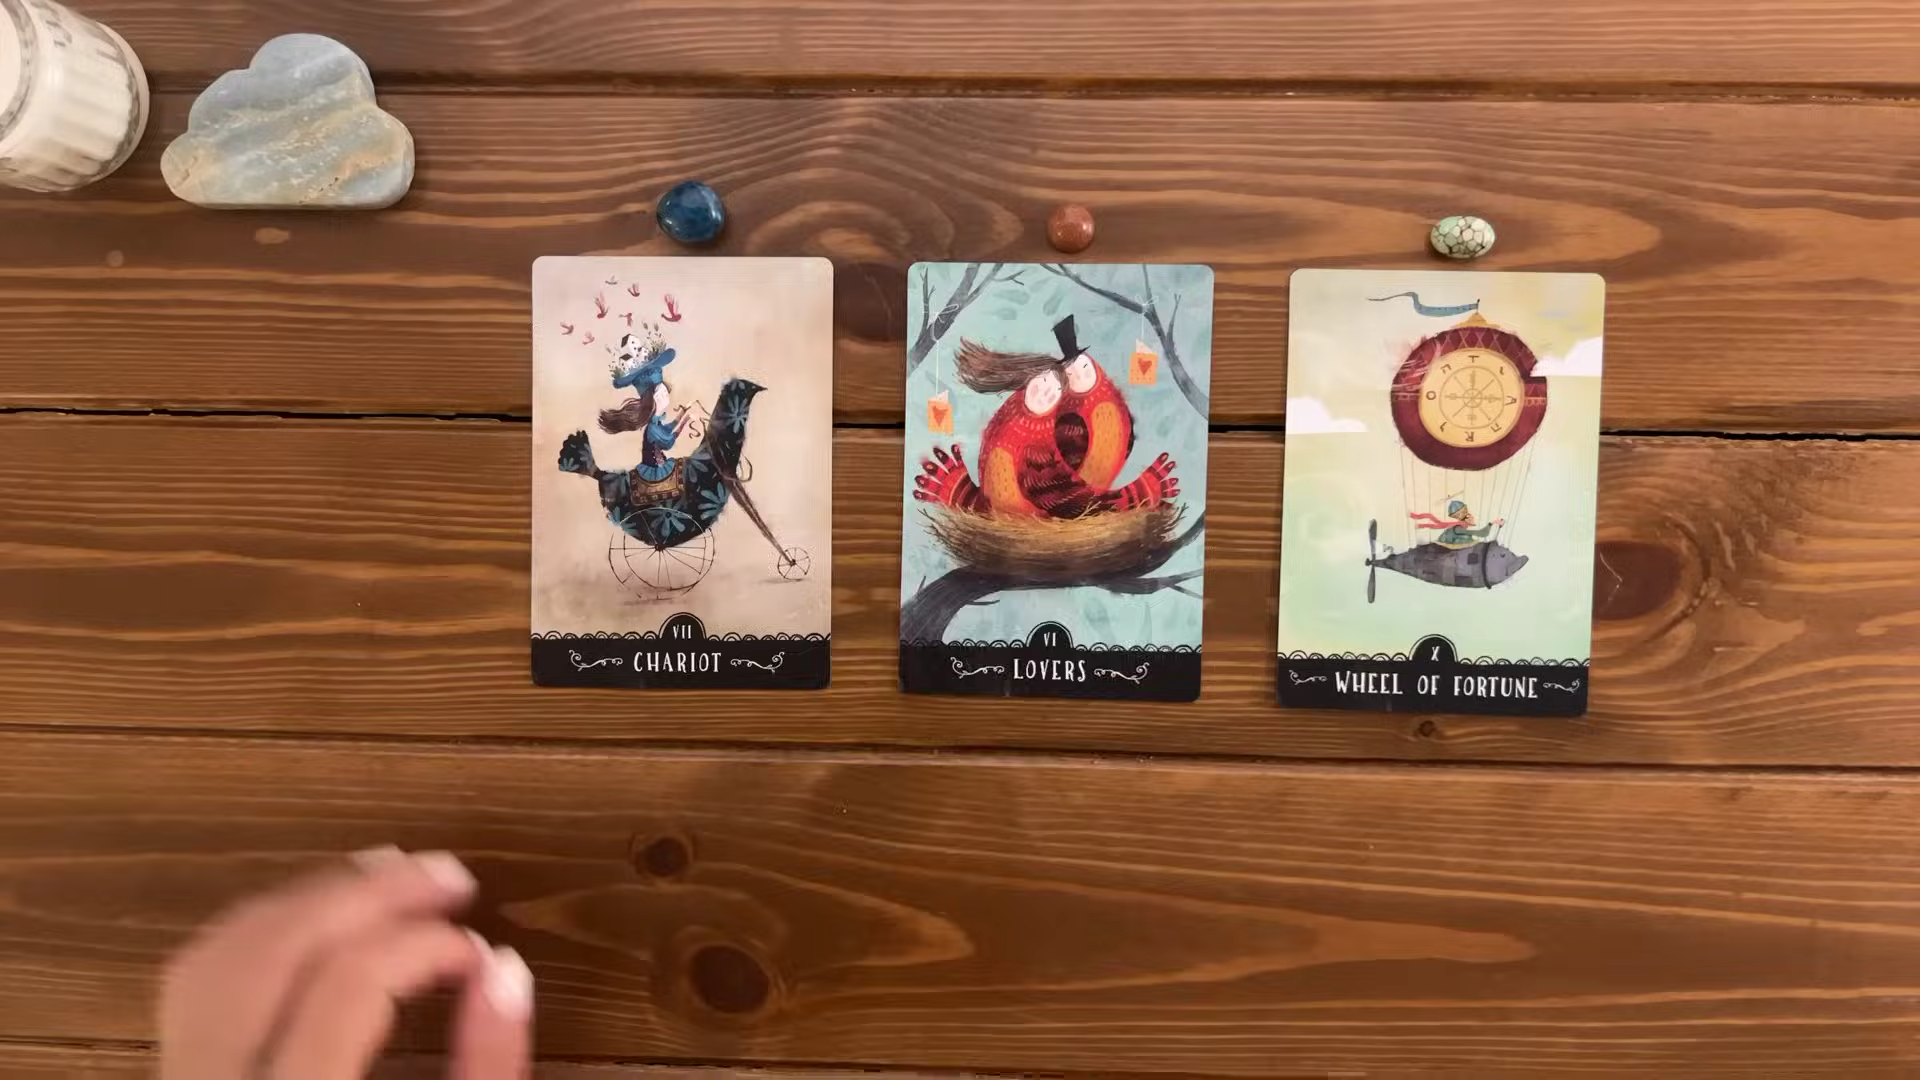 VII
CHARIOT
VI
LOVERS
X
WHEEL OF FORTUNE